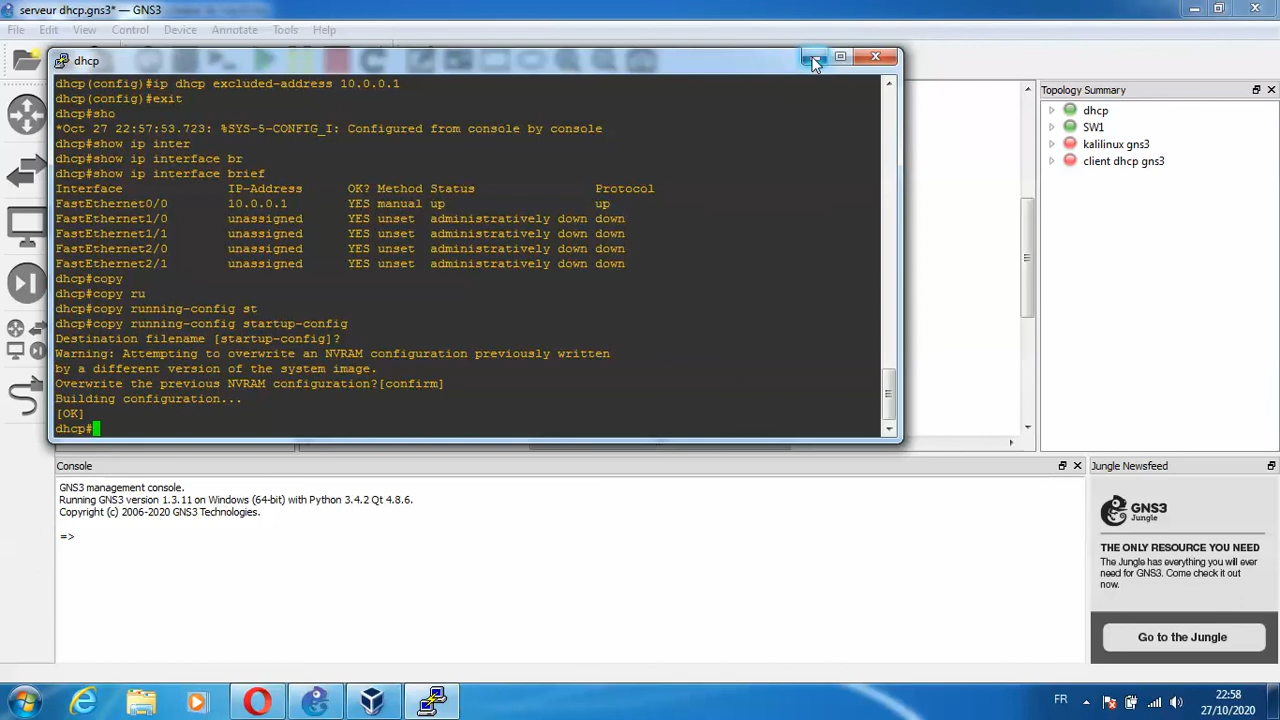 serveur dhcp.gns3* — GNS3
File Edit View Control Device Annotate Tools Help
dhcp
dhcp(config)#ip dhcp excluded-address 10.0.0.1
dhcp(config)#exit
dhcp#sho
*Oct 27 22:57:53.723: %SYS-5-CONFIG_I: Configured from console by console
dhcp#show ip inter
dhcp#show ip interface br
dhcp#show ip interface brief
Interface IP-Address OK? Method Status Protocol
FastEthernet0/0 10.0.0.1 YES manual up up
FastEthernet1/0 unassigned YES unset administratively down down
FastEthernet1/1 unassigned YES unset administratively down down
FastEthernet2/0 unassigned YES unset administratively down down
FastEthernet2/1 unassigned YES unset administratively down down
dhcp#copy
dhcp#copy ru
dhcp#copy running-config st
dhcp#copy running-config startup-config
Destination filename [startup-config]?
Warning: Attempting to overwrite an NVRAM configuration previously written
by a different version of the system image.
Overwrite the previous NVRAM configuration?[confirm]
Building configuration...
[OK]
dhcp#
Topology Summary
dhcp
SW1
kalilinux gns3
client dhcp gns3
Console
GNS3 management console.
Running GNS3 version 1.3.11 on Windows (64-bit) with Python 3.4.2 Qt 4.8.6.
Copyright (c) 2006-2020 GNS3 Technologies.
=>
Jungle Newsfeed
GNS3
Jungle
THE ONLY RESOURCE YOU NEED
The Jungle has everything you will ever
need for GNS3. Come check it out
now.
Go to the Jungle
FR
22:58
27/10/2020